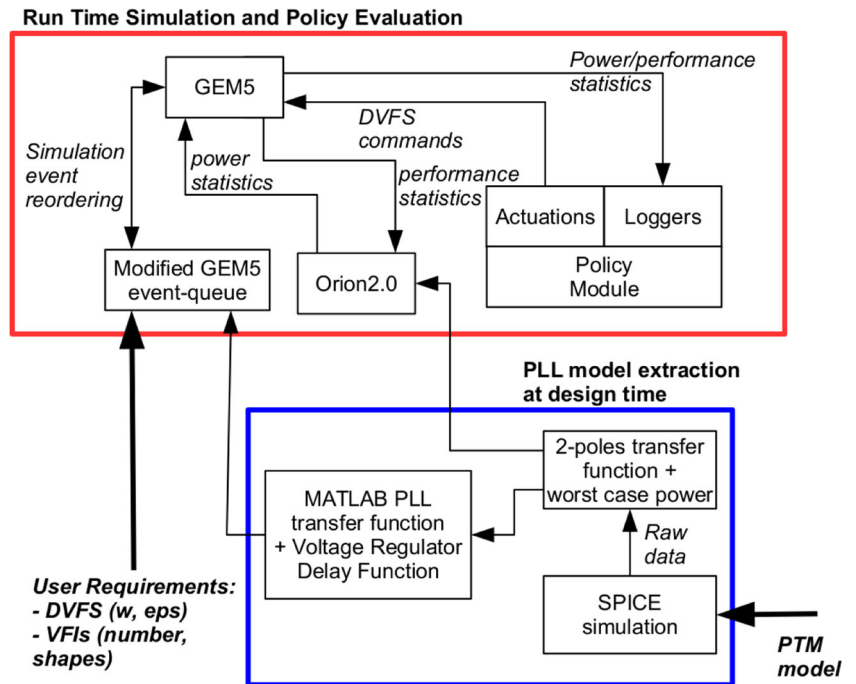 Run Time Simulation and Policy Evaluation
GEM5
Power/performance
statistics
DVFS
commands
Simulation
event
reordering
power
statistics
performance
statistics
Actuations
Loggers
Modified GEM5
event-queue
Orion2.0
Policy
Module
PLL model extraction
at design time
2-poles transfer
function +
worst case power
MATLAB PLL
transfer function
+ Voltage Regulator
Delay Function
Raw
data
SPICE
simulation
User Requirements:
- DVFS (w, eps)
- VFIs (number,
shapes)
PTM
model